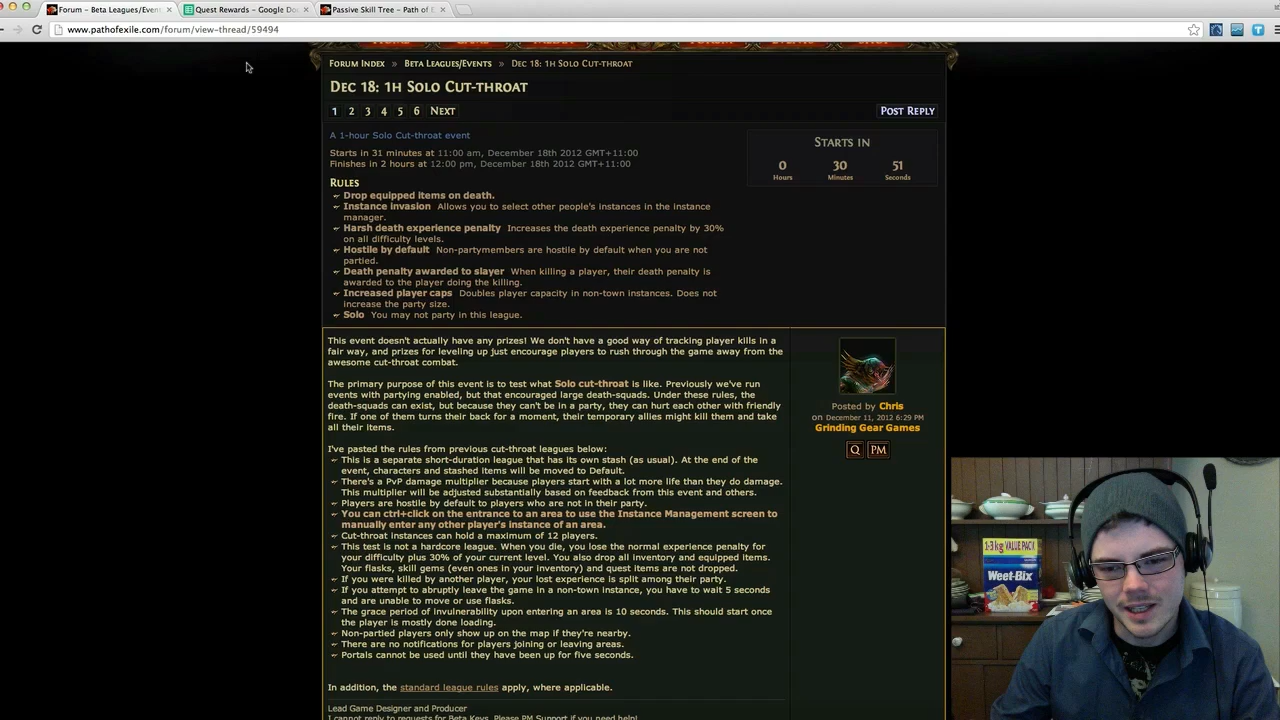 Forum – Beta Leagues/Even
Quest Rewards – Google Do
Passive Skill Tree – Path of E
www.pathofexile.com/forum/view-thread/59494
FORUM INDEX » BETA LEAGUES/EVENTS » DEC 18: 1H SOLO CUT-THROAT
DEC 18: 1H SOLO CUT-THROAT
1 2 3 4 5 6 NEXT
POST REPLY
A 1-hour Solo Cut-throat event
Starts in 31 minutes at 11:00 am, December 18th 2012 GMT+11:00
Finishes in 2 hours at 12:00 pm, December 18th 2012 GMT+11:00
STARTS IN
0 30 51
Hours Minutes Seconds
RULES
Drop equipped items on death.
Instance invasion Allows you to select other people's instances in the instance
manager.
Harsh death experience penalty Increases the death experience penalty by 30%
on all difficulty levels.
Hostile by default Non-partymembers are hostile by default when you are not
partied.
Death penalty awarded to slayer When killing a player, their death penalty is
awarded to the player doing the killing.
Increased player caps Doubles player capacity in non-town instances. Does not
increase the party size.
Solo You may not party in this league.
This event doesn't actually have any prizes! We don't have a good way of tracking player kills in a
fair way, and prizes for leveling up just encourage players to rush through the game away from the
awesome cut-throat combat.
The primary purpose of this event is to test what Solo cut-throat is like. Previously we've run
events with partying enabled, but that encouraged large death-squads. Under these rules, the
death-squads can exist, but because they can't be in a party, they can hurt each other with friendly
fire. If one of them turns their back for a moment, their temporary allies might kill them and take
all their items.
I've pasted the rules from previous cut-throat leagues below:
This is a separate short-duration league that has its own stash (as usual). At the end of the
event, characters and stashed items will be moved to Default.
There's a PvP damage multiplier because players start with a lot more life than they do damage.
This multiplier will be adjusted substantially based on feedback from this event and others.
Players are hostile by default to players who are not in their party.
You can ctrl+click on the entrance to an area to use the Instance Management screen to
manually enter any other player's instance of an area.
Cut-throat instances can hold a maximum of 12 players.
This test is not a hardcore league. When you die, you lose the normal experience penalty for
your difficulty plus 30% of your current level. You also drop all inventory and equipped items.
Your flasks, skill gems (even ones in your inventory) and quest items are not dropped.
If you were killed by another player, your lost experience is split among their party.
If you attempt to abruptly leave the game in a non-town instance, you have to wait 5 seconds
and are unable to move or use flasks.
The grace period of invulnerability upon entering an area is 10 seconds. This should start once
the player is mostly done loading.
Non-partied players only show up on the map if they're nearby.
There are no notifications for players joining or leaving areas.
Portals cannot be used until they have been up for five seconds.
In addition, the standard league rules apply, where applicable.
Lead Game Designer and Producer
I cannot reply to requests for Beta Keys. Please PM Support if you need help!
Posted by Chris
on December 11, 2012 6:29 PM
Grinding Gear Games
Q PM
1·3kg VALUE PACK
Weet-Bix